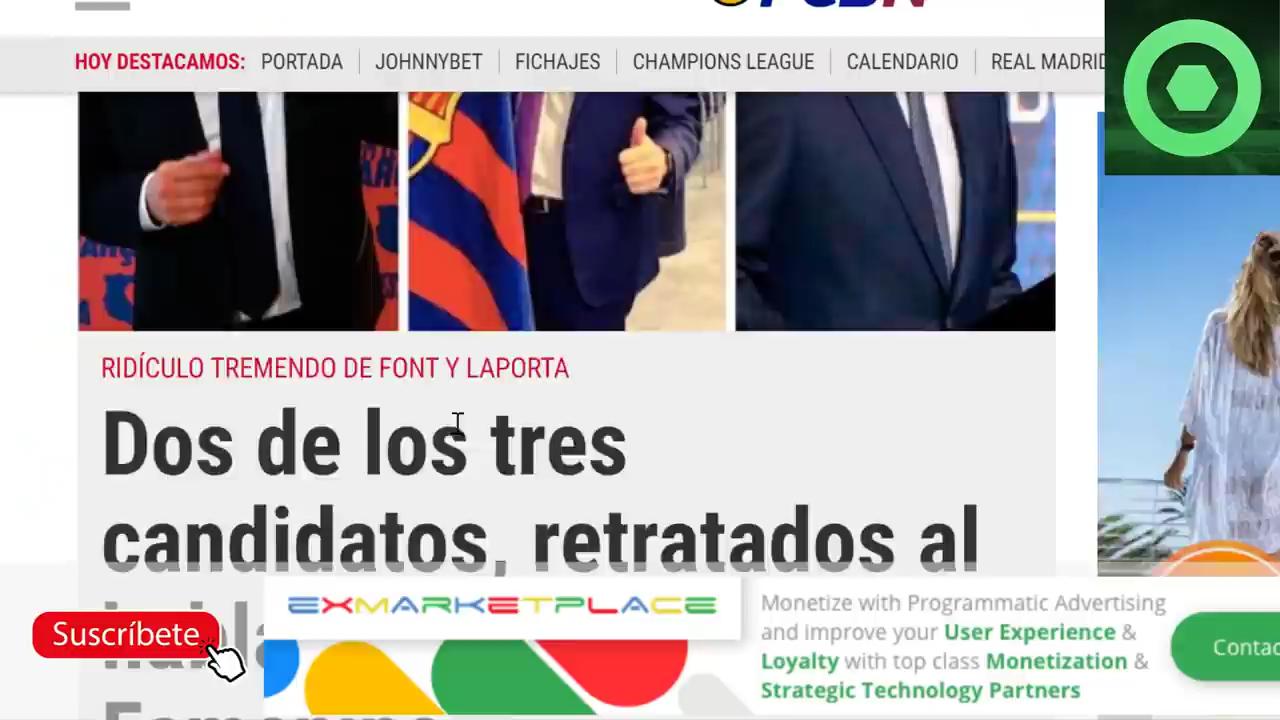 FCBN
HOY DESTACAMOS: PORTADA JOHNNYBET FICHAJES CHAMPIONS LEAGUE CALENDARIO REAL MADRID
RIDÍCULO TREMENDO DE FONT Y LAPORTA
Dos de los tres
candidatos, retratados al
Suscríbete
EXMARKETPLACE
Monetize with Programmatic Advertising
and improve your User Experience &
Loyalty with top class Monetization &
Strategic Technology Partners